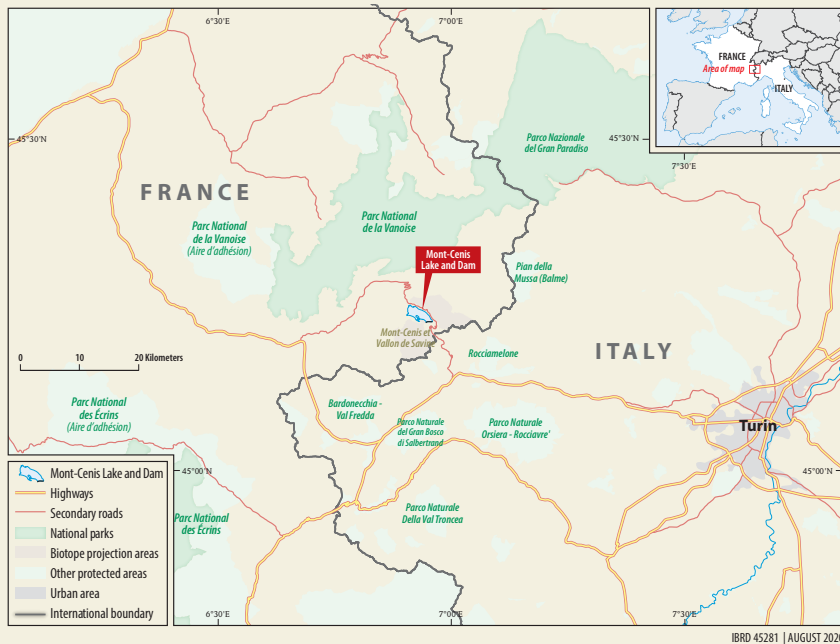 6°30'E
7°00'E
FRANCE
Area of map
ITALY
45°30'N
Parco Nazionale
del Gran Paradiso
45°30'N
7°30'E
FRANCE
Parc National
de la Vanoise
(Aire d'adhésion)
Parc National
de la Vanoise
Mont-Cenis
Lake and Dam
Pian della
Mussa (Balme)
Mont-Cenis et
Vallon de Savine
ITALY
Rocciamelone
0 10 20 Kilometers
Parc National
des Écrins
(Aire d'adhésion)
Bardonecchia -
Val Fredda
Parco Naturale
del Gran Bosco
di Salbertrand
Parco Naturale
Orsiera - Rocciavre'
Turin
45°00'N
45°00'N
Parc National
des Écrins
Parco Naturale
Della Val Troncea
Mont-Cenis Lake and Dam
Highways
Secondary roads
National parks
Biotope projection areas
Other protected areas
Urban area
International boundary
6°30'E
7°00'E
7°30'E
IBRD 45281 | AUGUST 2020